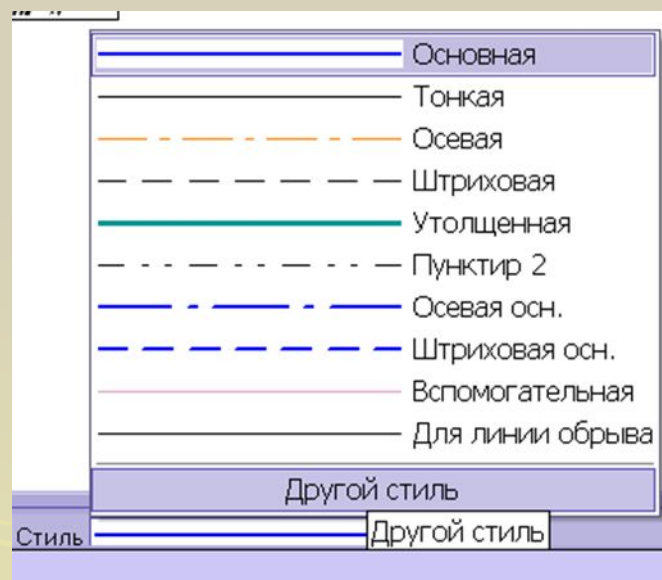 Основная
Тонкая
Осевая
Штриховая
Утолщенная
Пунктир 2
Осевая осн.
Штриховая осн.
Вспомогательная
Для линии обрыва
Другой стиль
Стиль
Другой стиль